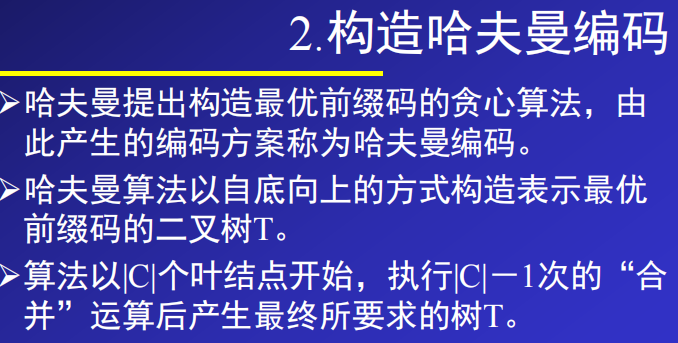 2.构造哈夫曼编码
➢哈夫曼提出构造最优前缀码的贪心算法，由
此产生的编码方案称为哈夫曼编码。
➢哈夫曼算法以自底向上的方式构造表示最优
前缀码的二叉树T。
➢算法以|C|个叶结点开始，执行|C|－1次的“合
并”运算后产生最终所要求的树T。